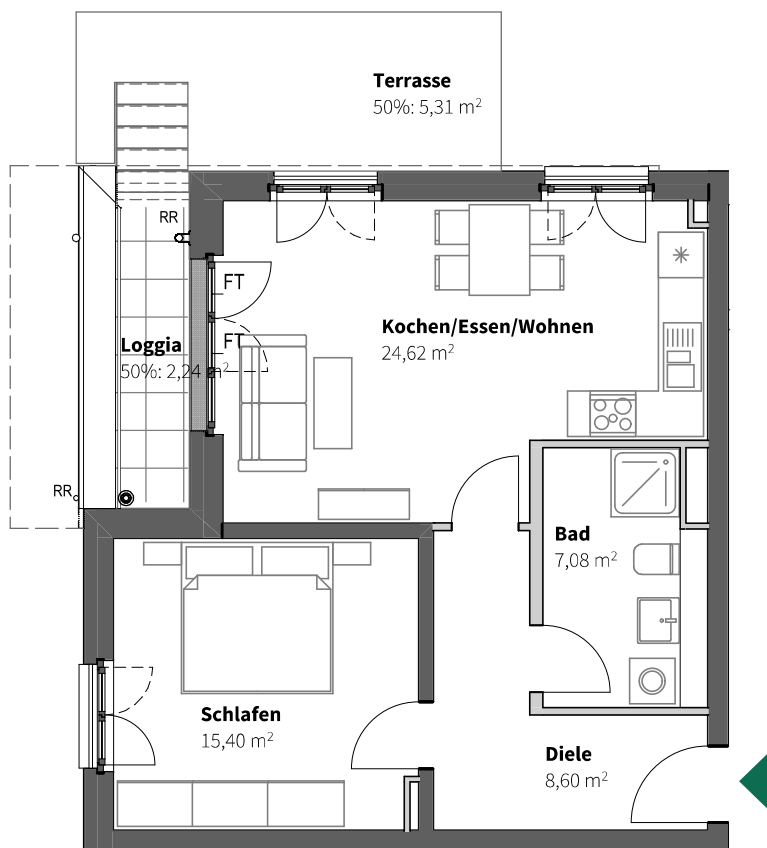 Terrasse
50%: 5,31 m²
RR
FT
Kochen/Essen/Wohnen
24,62 m²
FT
Loggia
50%: 2,24 m²
RR
Bad
7,08 m²
Schlafen
15,40 m²
Diele
8,60 m²